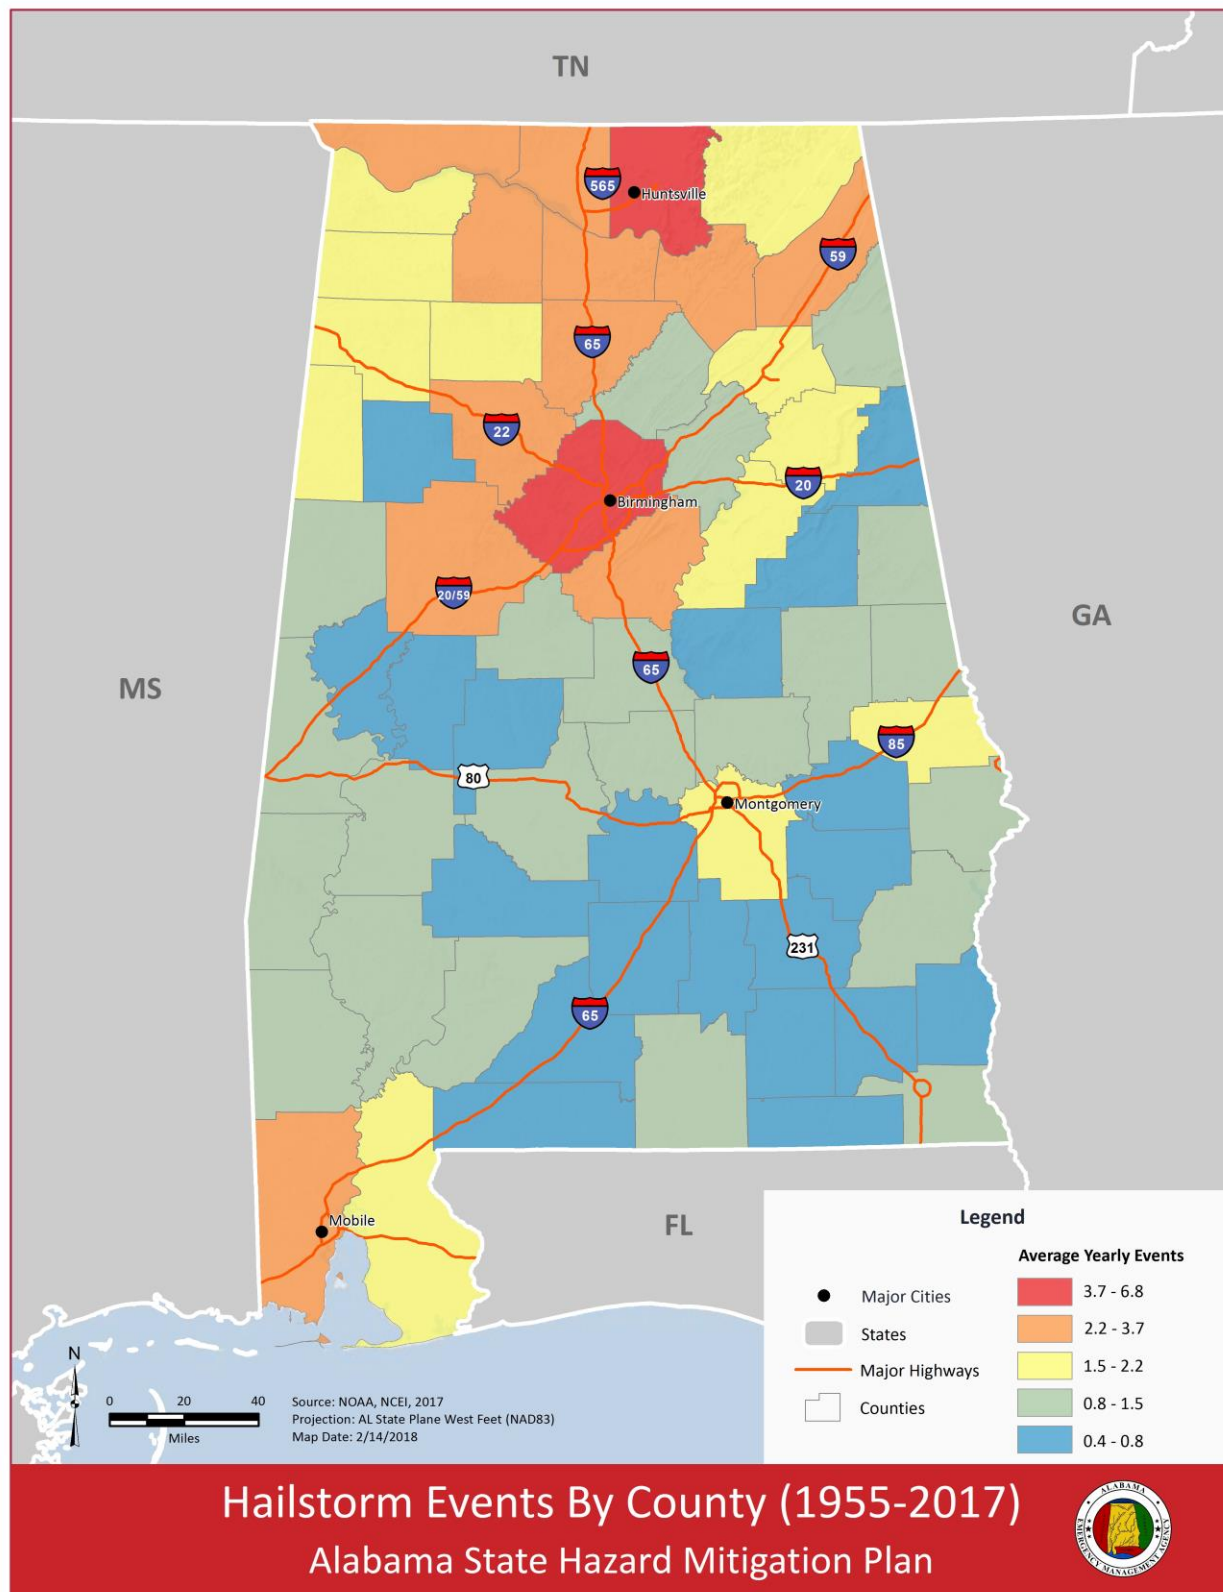 TN
565
Huntsville
59
65
22
20
Birmingham
20/59
GA
65
MS
85
80
Montgomery
231
65
Mobile
FL
Legend
Average Yearly Events
Major Cities
3.7 - 6.8
States
2.2 - 3.7
Major Highways
1.5 - 2.2
Counties
0.8 - 1.5
0.4 - 0.8
N
0 20 40
Miles
Source: NOAA, NCEI, 2017
Projection: AL State Plane West Feet (NAD83)
Map Date: 2/14/2018
Hailstorm Events By County (1955-2017)
Alabama State Hazard Mitigation Plan
ALABAMA
EMERGENCY MANAGEMENT AGENCY